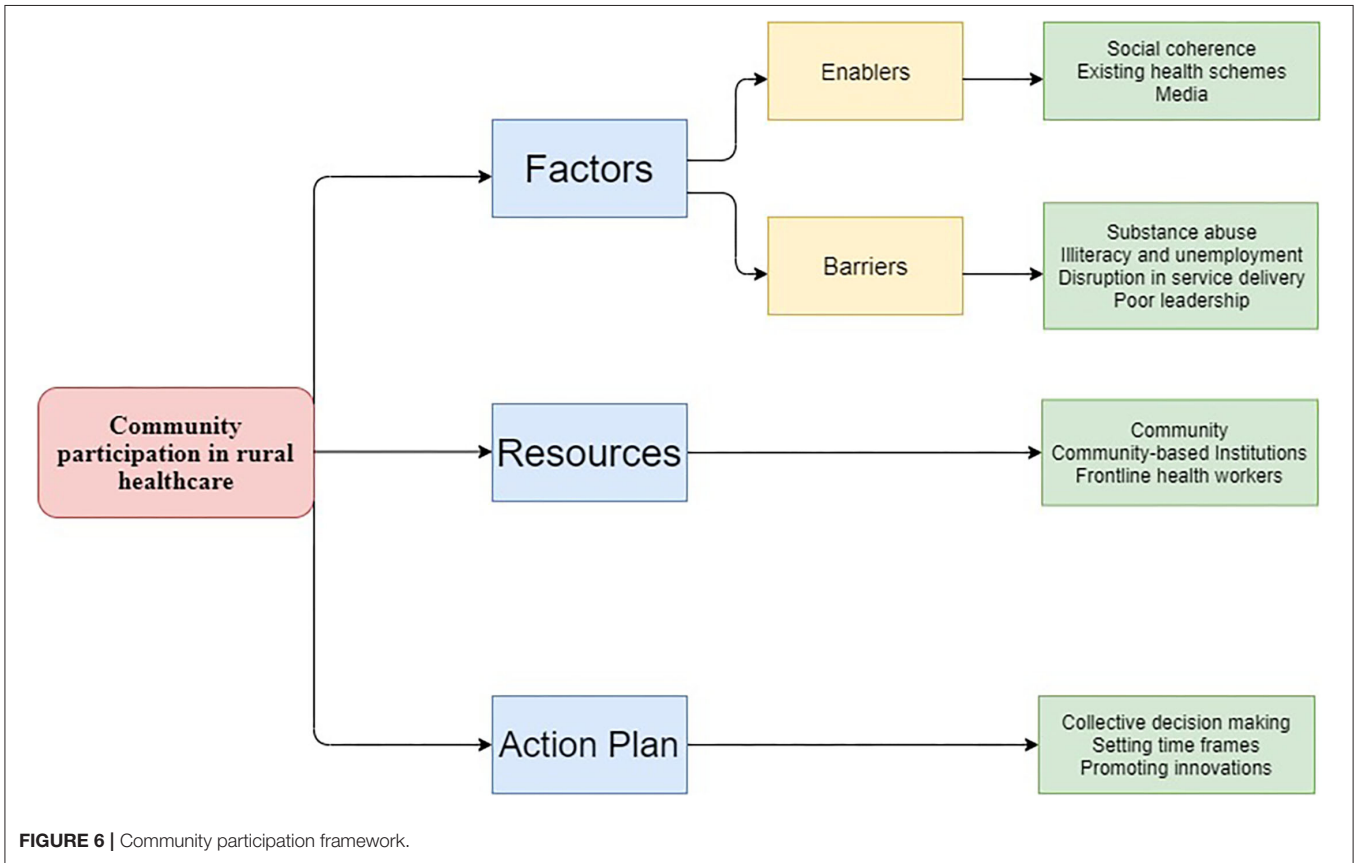 Community
participation in rural
healthcare
Factors
Enablers
Social coherence
Existing health schemes
Media
Barriers
Substance abuse
Illiteracy and unemployment
Disruption in service delivery
Poor leadership
Resources
Community
Community-based Institutions
Frontline health workers
Action Plan
Collective decision making
Setting time frames
Promoting innovations
FIGURE 6 | Community participation framework.